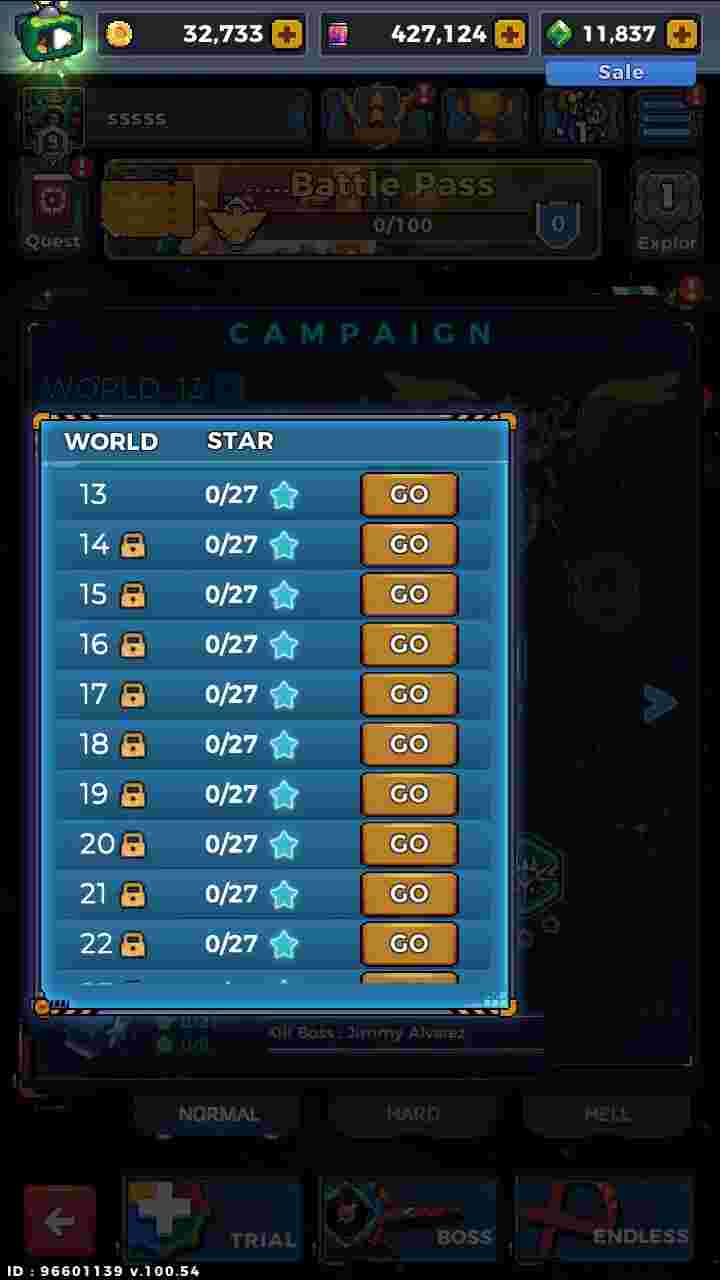 32,733
427,124
11,837
Sale
9
sssss
1
Battle Pass
0/100
0
Quest
1
Explor
CAMPAIGN
WORLD 13
WORLD STAR
13 0/27 GO
14 0/27 GO
15 0/27 GO
16 0/27 GO
17 0/27 GO
18 0/27 GO
19 0/27 GO
20 0/27 GO
21 0/27 GO
22 0/27 GO
Kill Boss : Jimmy Alvarez
NORMAL HARD HELL
TRIAL BOSS ENDLESS
ID : 96601139 v.100.54